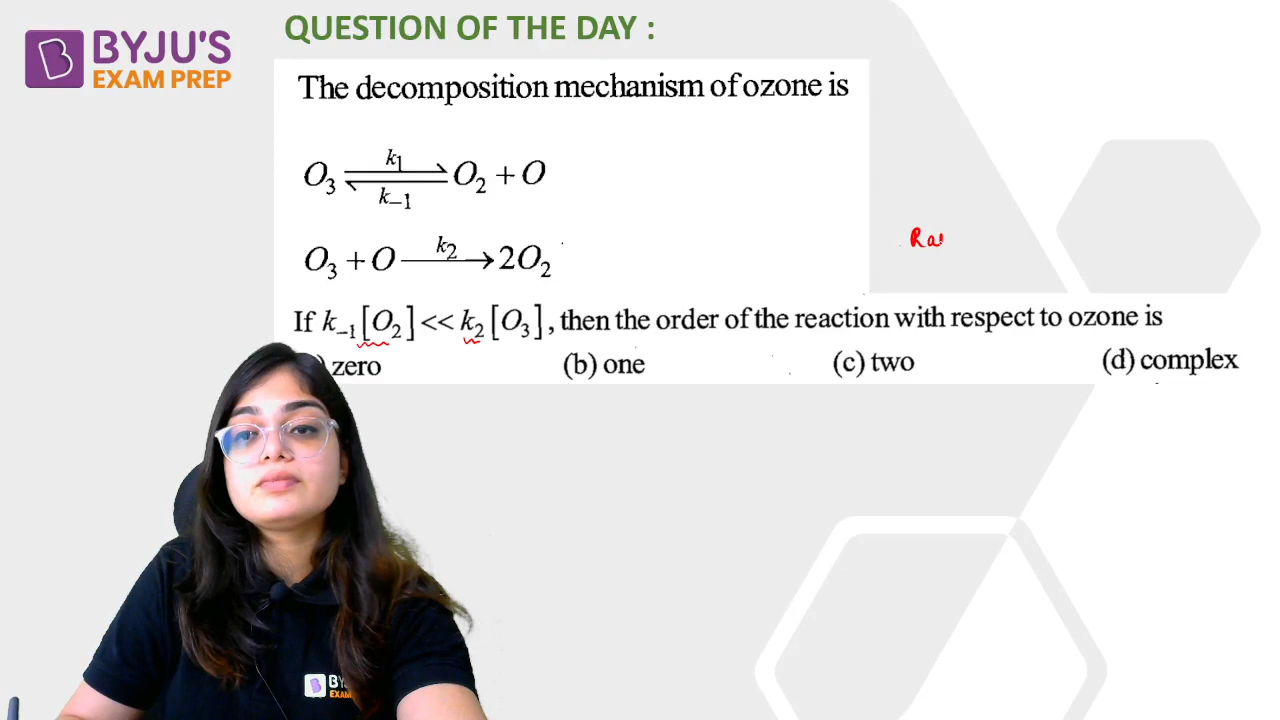 BYJU'S
EXAM PREP
QUESTION OF THE DAY :
The decomposition mechanism of ozone is
O₃ ⇌ O₂ + O
k₁
k₋₁
O₃ + O ⟶ 2O₂
k₂
Ra
If k₋₁[O₂] << k₂[O₃], then the order of the reaction with respect to ozone is
) zero (b) one (c) two (d) complex
EXAM